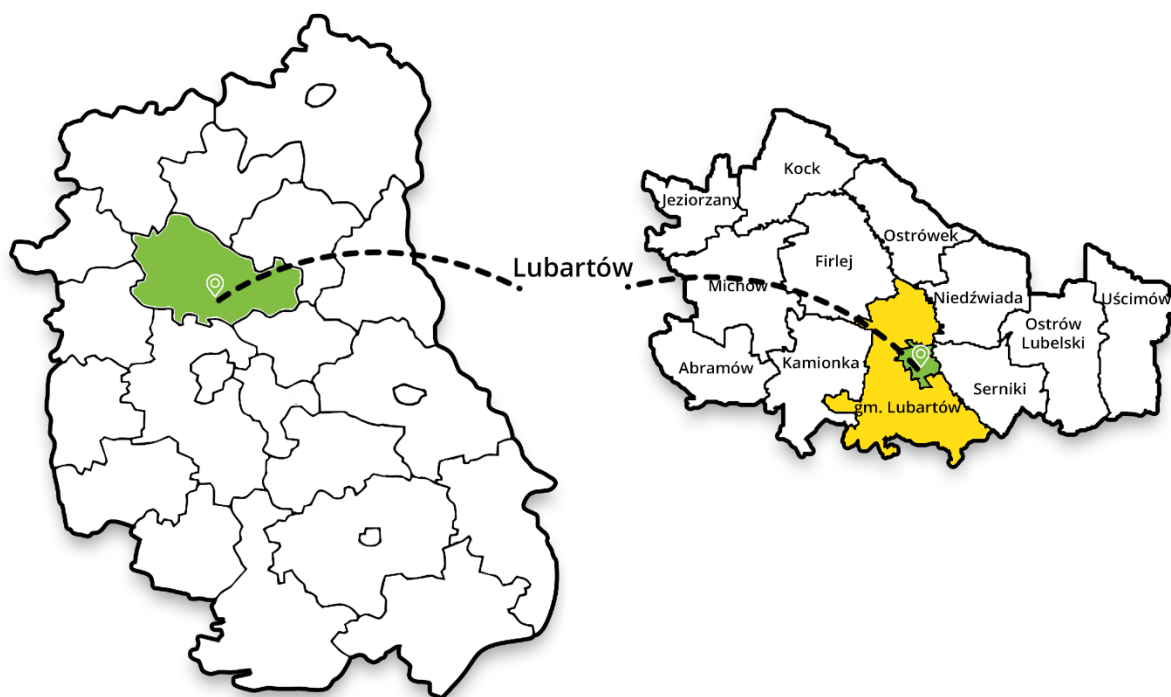 Lubartów
Kock
Jeziorzany
Ostrówek
Firlej
Michów
Niedźwiada
Uścimów
Ostrów
Lubelski
Abramów
Kamionka
Serniki
gm. Lubartów